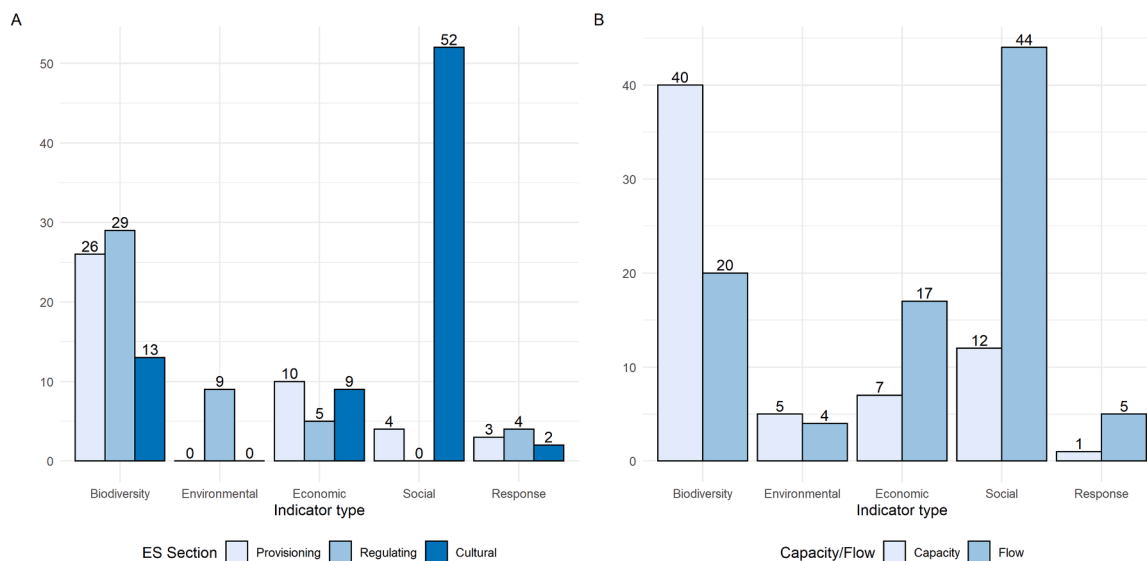 A
50
40
30
20
10
0
26
29
13
0
9
0
10
5
9
4
0
52
3
4
2
Biodiversity
Environmental
Economic
Social
Response
Indicator type
ES Section Provisioning Regulating Cultural
B
40
30
20
10
0
40
20
5
4
7
17
12
44
1
5
Biodiversity
Environmental
Economic
Social
Response
Indicator type
Capacity/Flow Capacity Flow